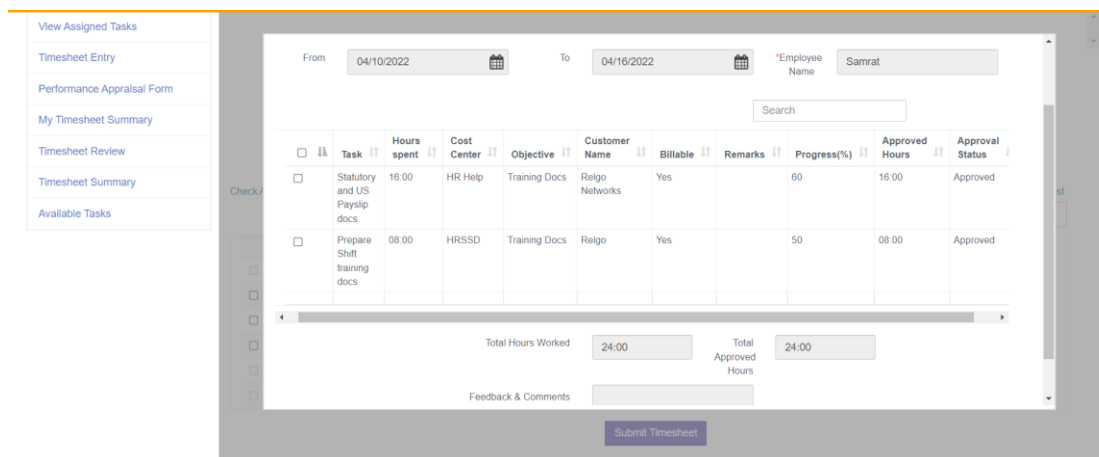 View Assigned Tasks
Timesheet Entry
Performance Appraisal Form
My Timesheet Summary
Timesheet Review
Timesheet Summary
Available Tasks
From 04/10/2022 To 04/16/2022 *Employee
Name Samrat
Search
Task Hours
spent Cost
Center Objective Customer
Name Billable Remarks Progress(%) Approved
Hours Approval
Status
Statutory
and US
Payslip
docs 16:00 HR Help Training Docs Relgo
Networks Yes 60 16:00 Approved
Prepare
Shift
training
docs 08:00 HRSSD Training Docs Relgo Yes 50 08:00 Approved
Total Hours Worked 24:00 Total
Approved
Hours 24:00
Feedback & Comments
Check
Submit Timesheet